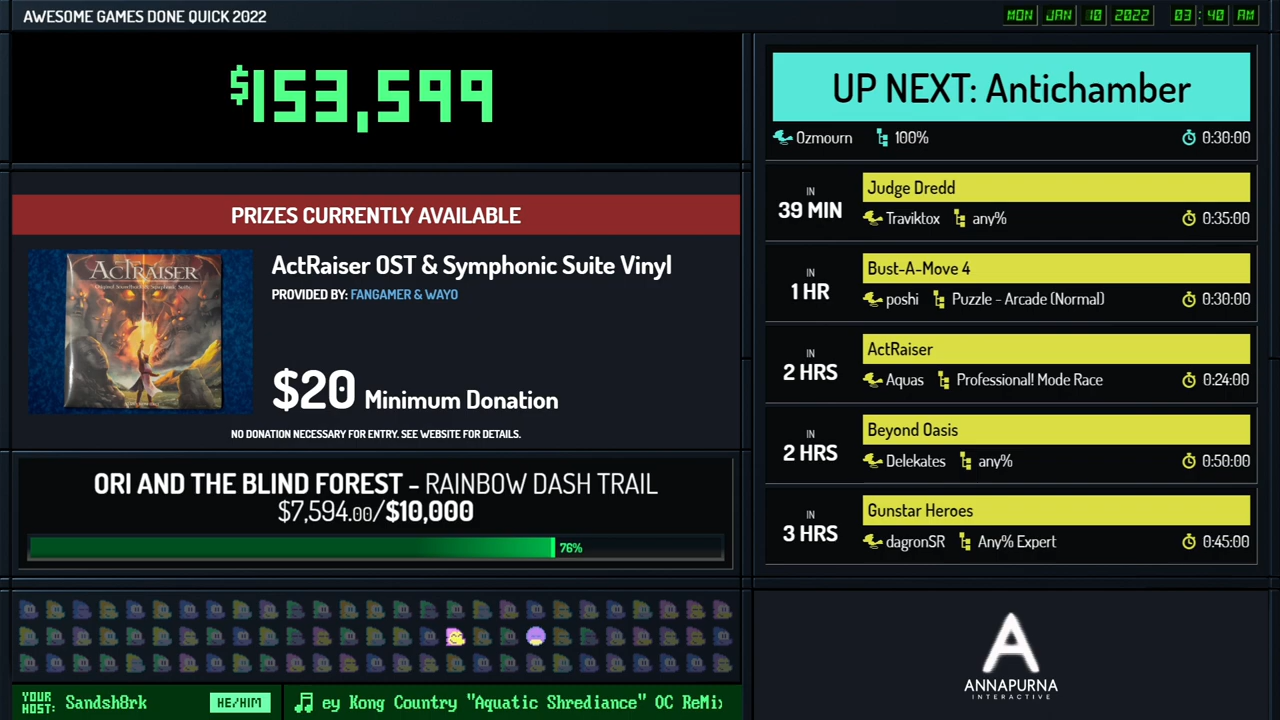 AWESOME GAMES DONE QUICK 2022
MON JAN 10 2022 03:40 AM
$153,599
PRIZES CURRENTLY AVAILABLE
ACTRAISER
Original Soundtrack & Symphonic Suite
ActRaiser OST & Symphonic Suite Vinyl
PROVIDED BY: FANGAMER & WAYO
$20 Minimum Donation
NO DONATION NECESSARY FOR ENTRY. SEE WEBSITE FOR DETAILS.
ORI AND THE BLIND FOREST - RAINBOW DASH TRAIL
$7,594.00/$10,000
76%
YOUR HOST: Sandsh8rk HE/HIM
ey Kong Country "Aquatic Shrediance" OC ReMix
UP NEXT: Antichamber
Ozmourn 100% 0:30:00
IN 39 MIN
Judge Dredd
Traviktox any% 0:35:00
IN 1 HR
Bust-A-Move 4
poshi Puzzle - Arcade (Normal) 0:30:00
IN 2 HRS
ActRaiser
Aquas Professional! Mode Race 0:24:00
IN 2 HRS
Beyond Oasis
Delekates any% 0:50:00
IN 3 HRS
Gunstar Heroes
dagronSR Any% Expert 0:45:00
ANNAPURNA
INTERACTIVE